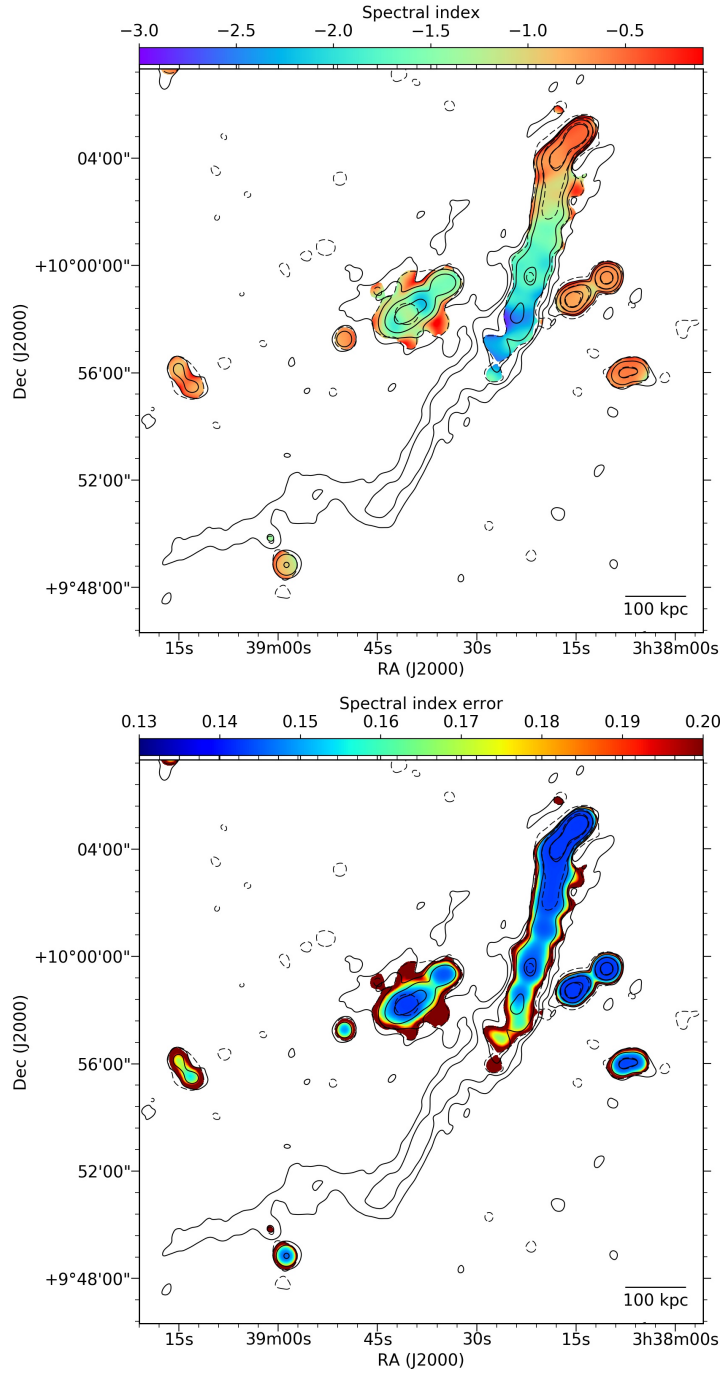 Spectral index
−3.0 −2.5 −2.0 −1.5 −1.0 −0.5
04'00"
+10°00'00"
56'00"
52'00"
+9°48'00"
Dec (J2000)
100 kpc
15s 39m00s 45s 30s 15s 3h38m00s
RA (J2000)
Spectral index error
0.13 0.14 0.15 0.16 0.17 0.18 0.19 0.20
04'00"
+10°00'00"
56'00"
52'00"
+9°48'00"
Dec (J2000)
100 kpc
15s 39m00s 45s 30s 15s 3h38m00s
RA (J2000)